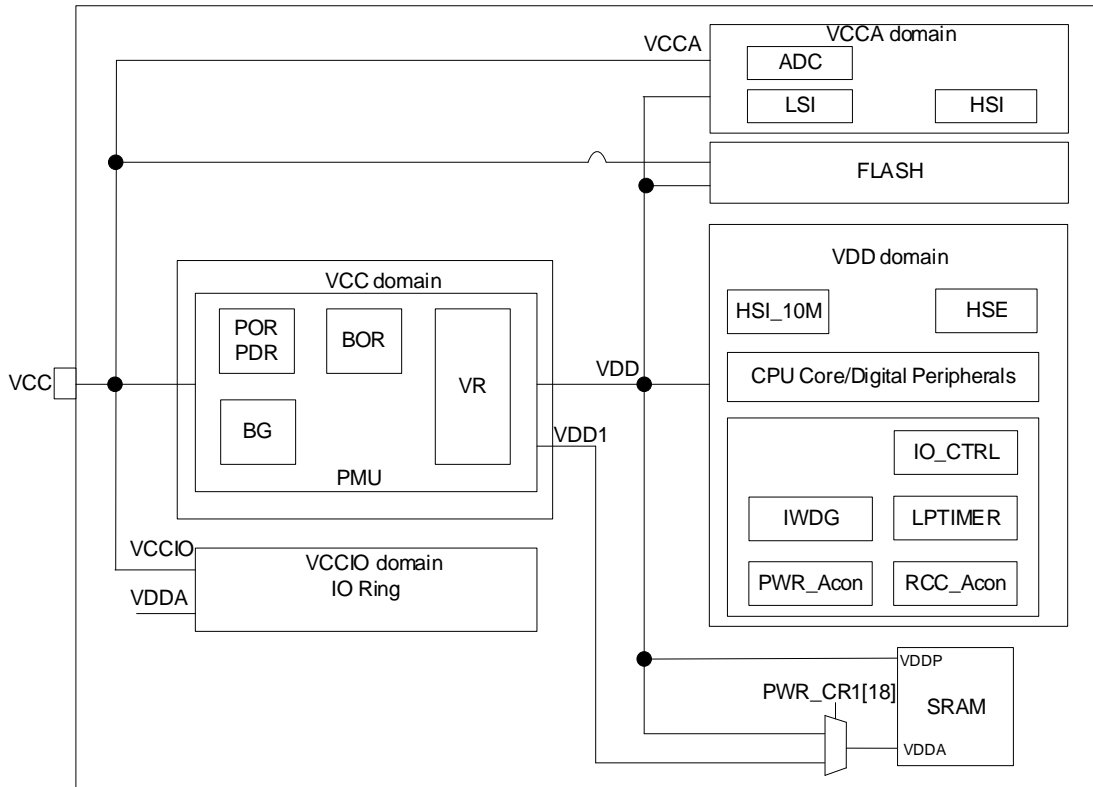 VCCA
VCCA domain
ADC
LSI
HSI
FLASH
VCC domain
POR
PDR
BOR
VR
BG
PMU
VCC
VDD
VDD1
VDD domain
HSI_10M
HSE
CPU Core/Digital Peripherals
IO_CTRL
IWDG
LPTIMER
PWR_Acon
RCC_Acon
VCCIO
VDDA
VCCIO domain
IO Ring
PWR_CR1[18]
VDDP
SRAM
VDDA